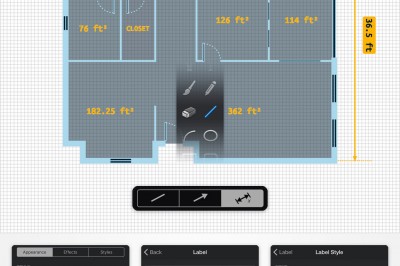 126 ft²
114 ft²
76 ft²
CLOSET
36.5 ft
182.25 ft²
362 ft²
Appearance
Effects
Styles
Back
Label
Label
Label Style